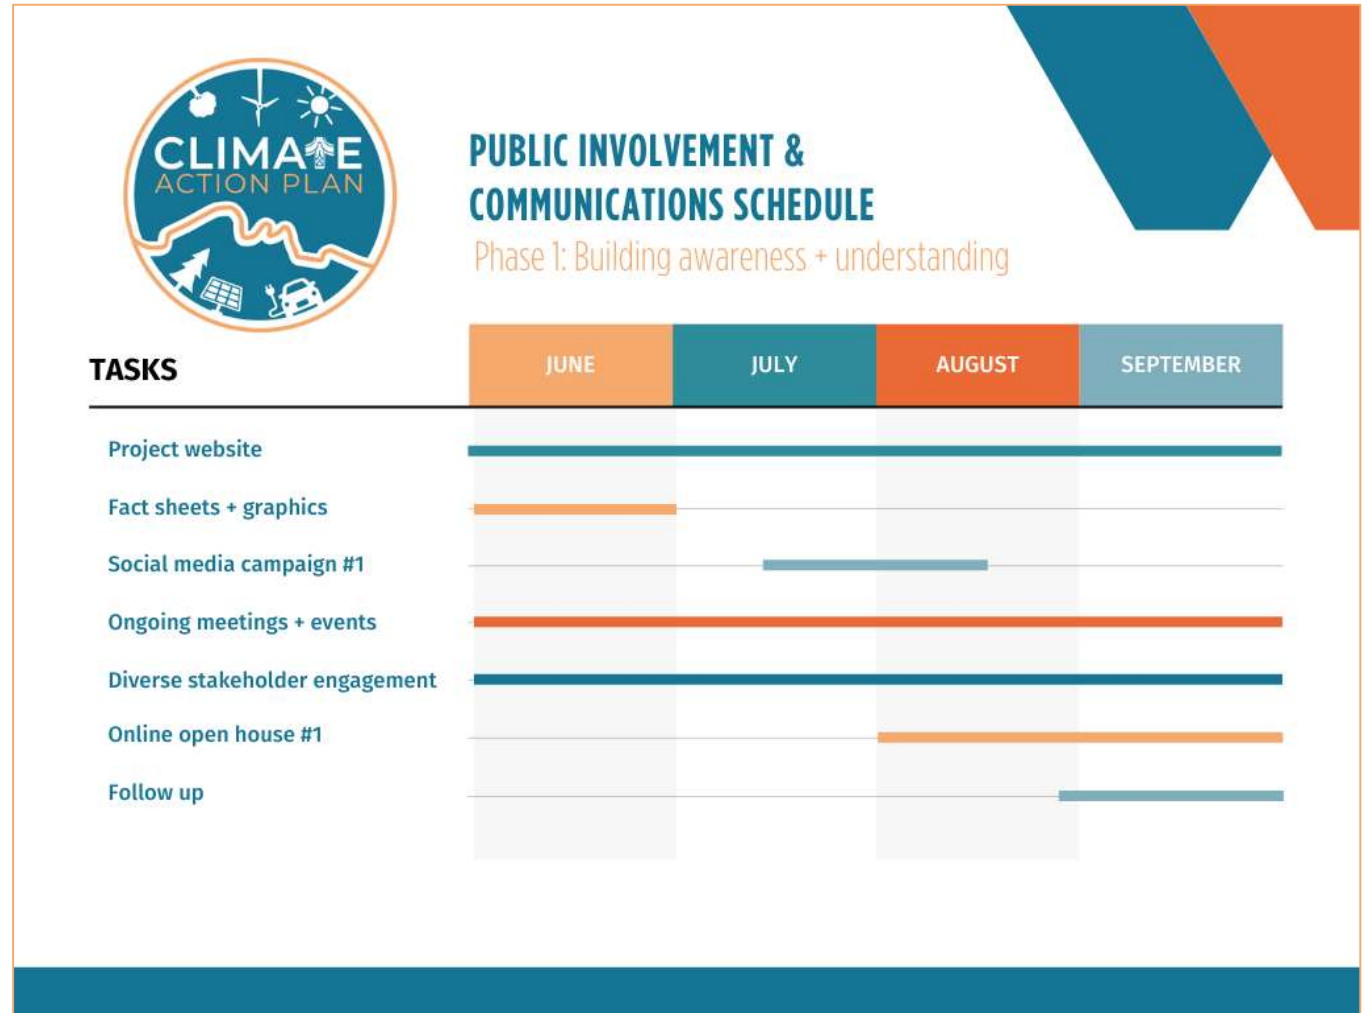 CLIMATE
ACTION PLAN
PUBLIC INVOLVEMENT &
COMMUNICATIONS SCHEDULE
Phase 1: Building awareness + understanding
TASKS
JUNE
JULY
AUGUST
SEPTEMBER
Project website
Fact sheets + graphics
Social media campaign #1
Ongoing meetings + events
Diverse stakeholder engagement
Online open house #1
Follow up